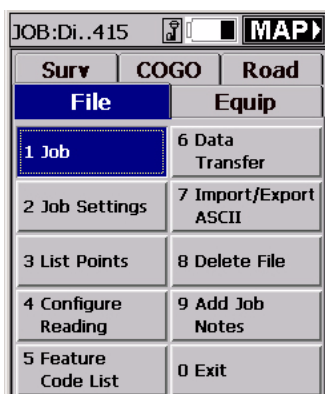 JOB:Di..415 MAP
Surv COGO Road
File Equip
1 Job
6 Data
Transfer
2 Job Settings
7 Import/Export
ASCII
3 List Points
8 Delete File
4 Configure
Reading
9 Add Job
Notes
5 Feature
Code List
0 Exit